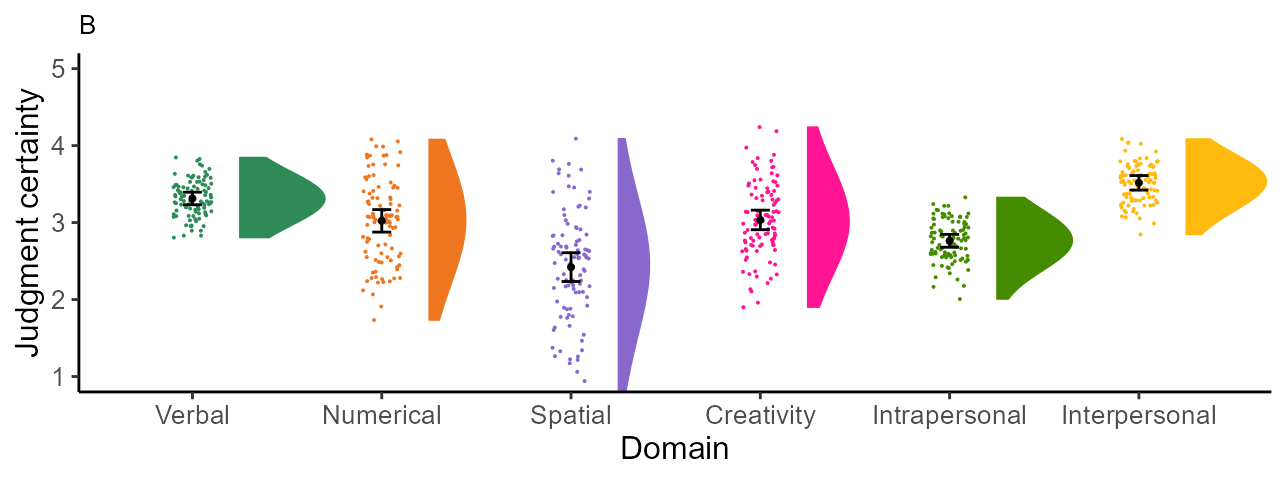 B
Judgment certainty
5
4
3
2
1
Verbal Numerical Spatial Creativity Intrapersonal Interpersonal
Domain